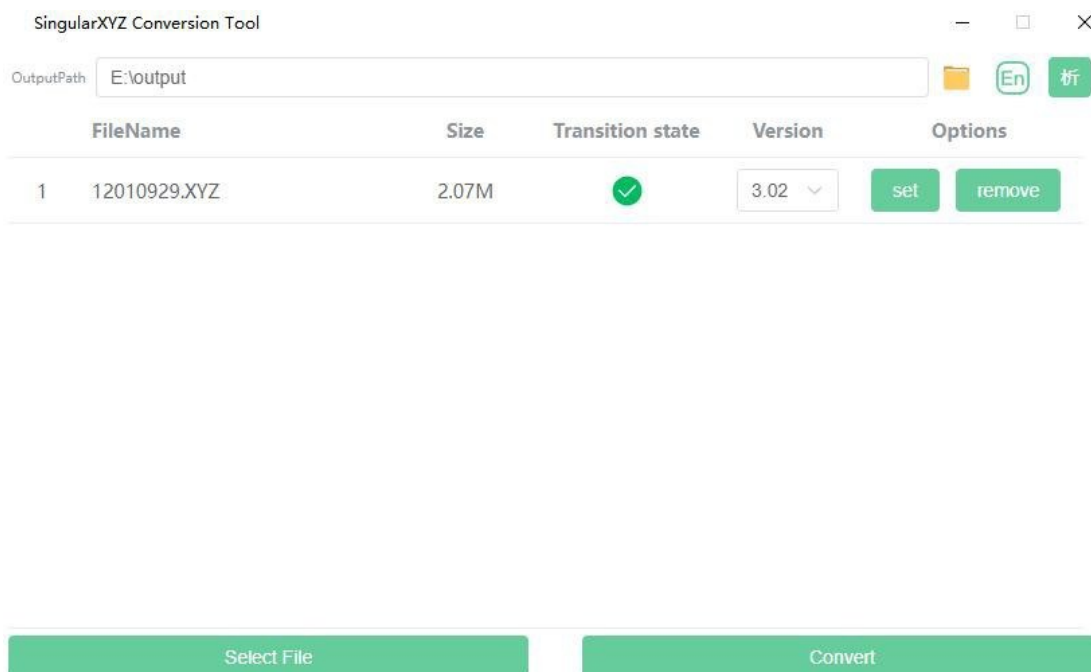 SingularXYZ Conversion Tool
OutputPath E:\output En 析
FileName Size Transition state Version Options
1 12010929.XYZ 2.07M 3.02 set remove
Select File Convert